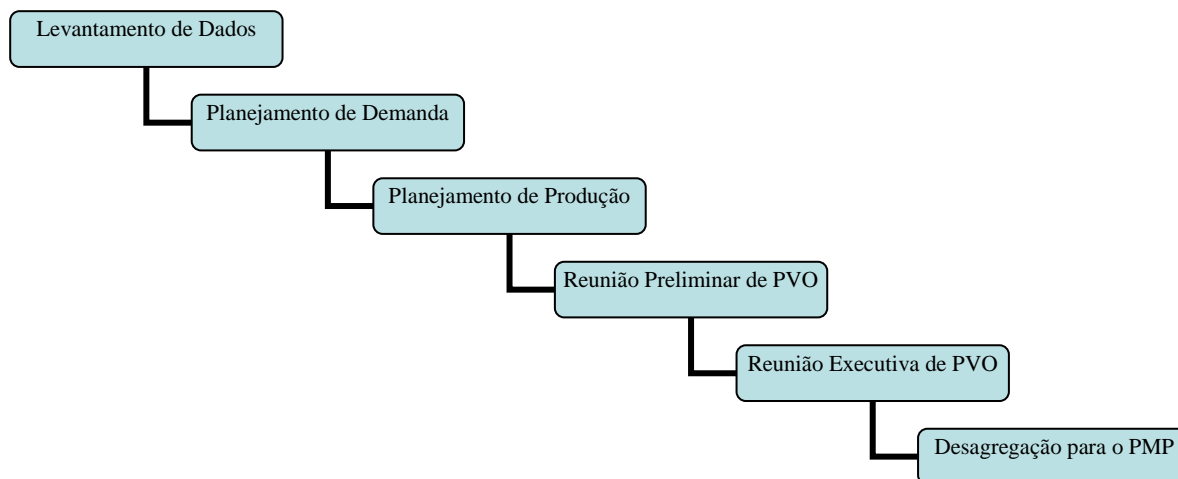 Levantamento de Dados
Planejamento de Demanda
Planejamento de Produção
Reunião Preliminar de PVO
Reunião Executiva de PVO
Desagregação para o PMP